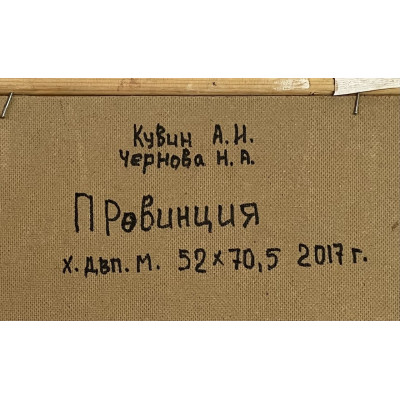 Кувин А.И.
Чернова Н.А.
Провинция
х. двп. м. 52×70,5 2017 г.